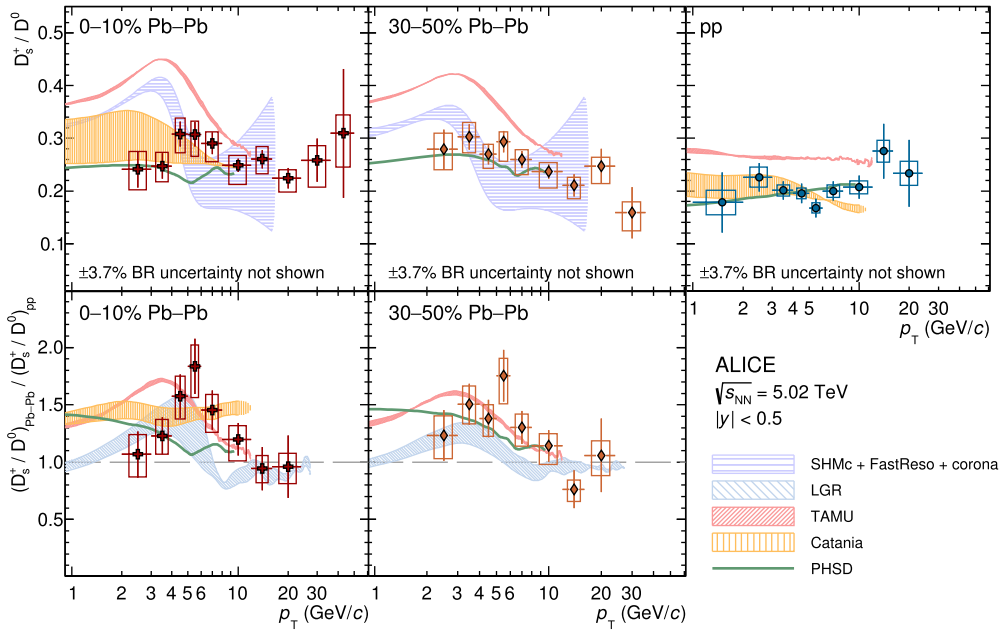 0–10% Pb–Pb
30–50% Pb–Pb
pp
D_s^+ / D^0
0.5
0.4
0.3
0.2
0.1
±3.7% BR uncertainty not shown
±3.7% BR uncertainty not shown
±3.7% BR uncertainty not shown
1 2 3 4 5 10 20 30
p_T (GeV/c)
0–10% Pb–Pb
30–50% Pb–Pb
(D_s^+ / D^0)_Pb–Pb / (D_s^+ / D^0)_pp
2.0
1.5
1.0
0.5
1 2 3 4 5 6 10 20 30
p_T (GeV/c)
2 3 4 5 6 10 20 30
p_T (GeV/c)
ALICE
√s_NN = 5.02 TeV
|y| < 0.5
SHMc + FastReso + corona
LGR
TAMU
Catania
PHSD